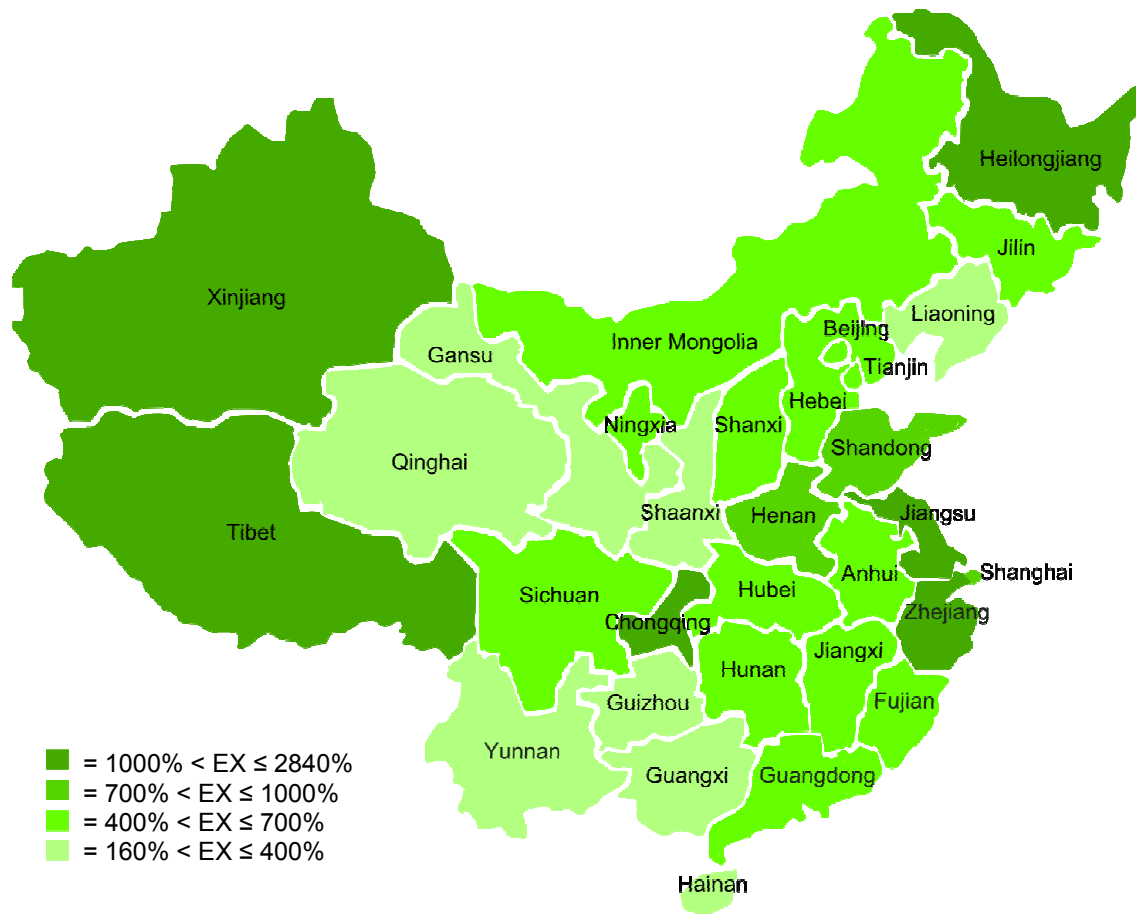 Heilongjiang
Jilin
Xinjiang
Liaoning
Beijing
Inner Mongolia
Gansu
Tianjin
Hebei
Ningxia
Shanxi
Shandong
Qinghai
Shaanxi
Henan
Jiangsu
Tibet
Shanghai
Anhui
Hubei
Sichuan
Zhejiang
Chongqing
Jiangxi
Hunan
Fujian
Guizhou
Yunnan
Guangxi
Guangdong
= 1000% < EX ≤ 2840%
= 700% < EX ≤ 1000%
= 400% < EX ≤ 700%
= 160% < EX ≤ 400%
Hainan